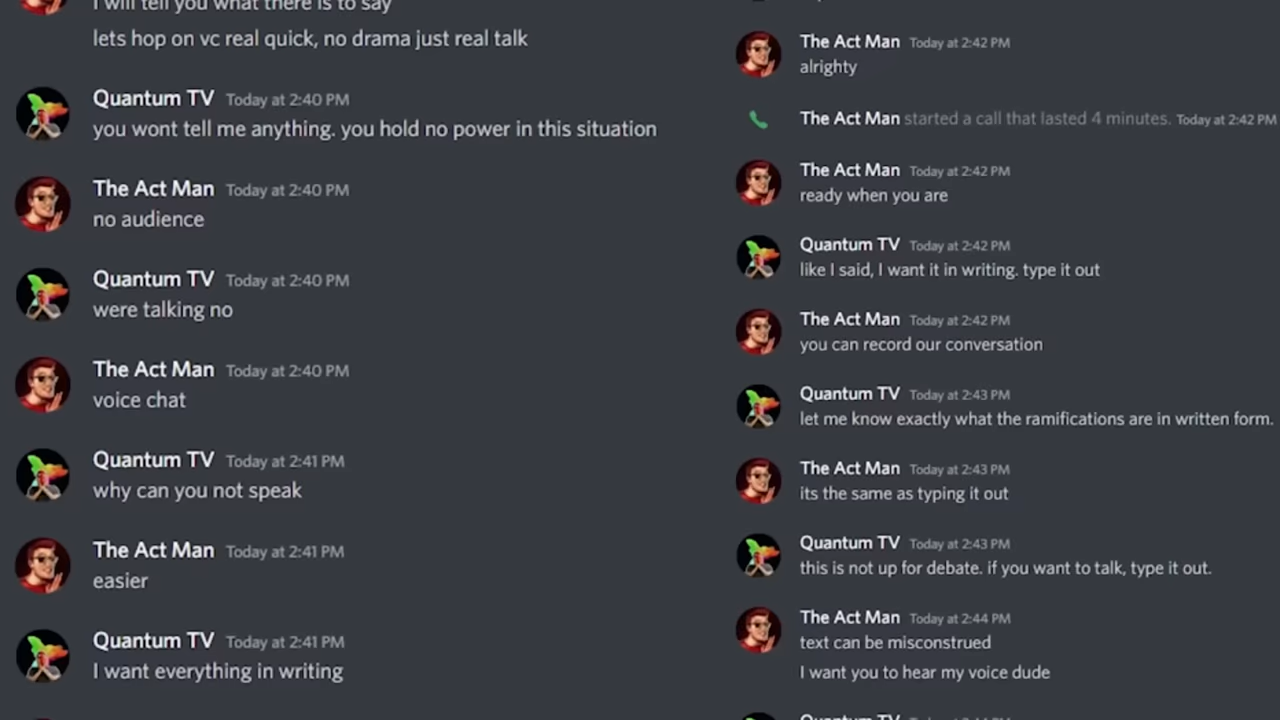 I will tell you what there is to say
lets hop on vc real quick, no drama just real talk
Quantum TV Today at 2:40 PM
you wont tell me anything. you hold no power in this situation
The Act Man Today at 2:40 PM
no audience
Quantum TV Today at 2:40 PM
were talking no
The Act Man Today at 2:40 PM
voice chat
Quantum TV Today at 2:41 PM
why can you not speak
The Act Man Today at 2:41 PM
easier
Quantum TV Today at 2:41 PM
I want everything in writing
The Act Man Today at 2:42 PM
alrighty
The Act Man started a call that lasted 4 minutes. Today at 2:42 PM
The Act Man Today at 2:42 PM
ready when you are
Quantum TV Today at 2:42 PM
like I said, I want it in writing. type it out
The Act Man Today at 2:42 PM
you can record our conversation
Quantum TV Today at 2:43 PM
let me know exactly what the ramifications are in written form.
The Act Man Today at 2:43 PM
its the same as typing it out
Quantum TV Today at 2:43 PM
this is not up for debate. if you want to talk, type it out.
The Act Man Today at 2:44 PM
text can be misconstrued
I want you to hear my voice dude
Quantum TV Today at 2:44 PM